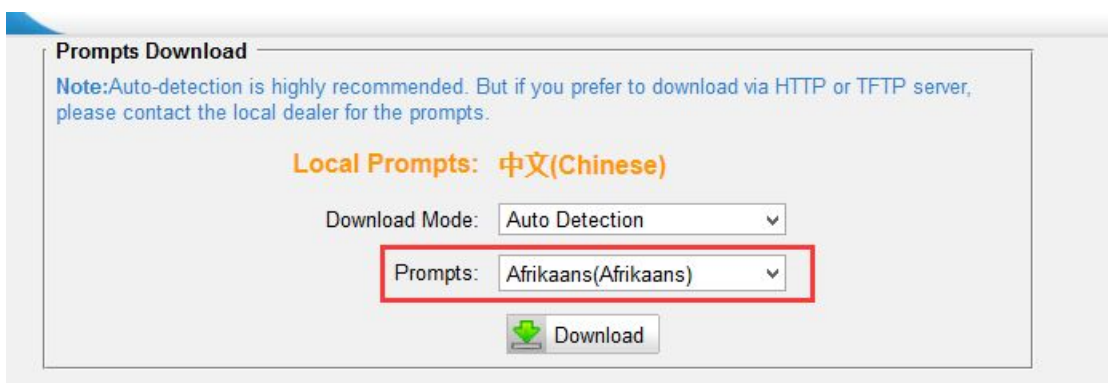 Prompts Download
Note:Auto-detection is highly recommended. But if you prefer to download via HTTP or TFTP server,
please contact the local dealer for the prompts.
Local Prompts: 中文(Chinese)
Download Mode: Auto Detection
Prompts: Afrikaans(Afrikaans)
Download